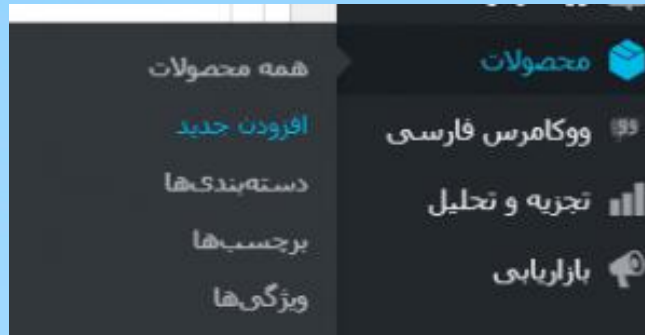 محصولات
ووکامرس فارسی
تجزیه و تحلیل
بازاریابی
همه محصولات
افزودن جدید
دسته‌بندی‌ها
برچسب‌ها
ویژگی‌ها